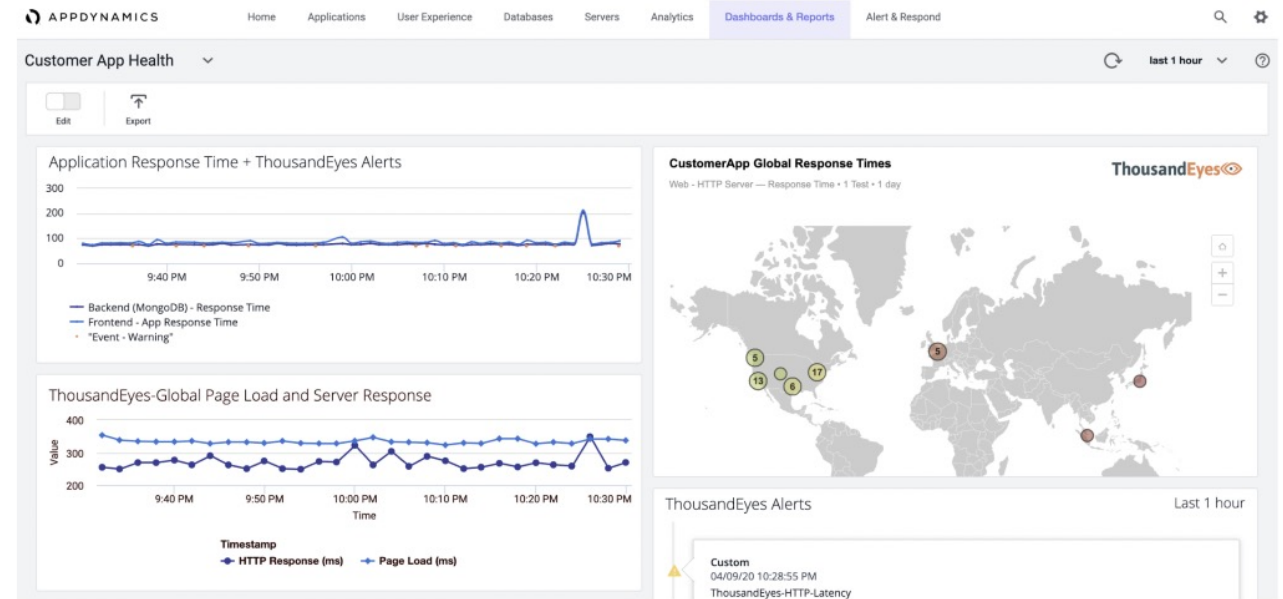 APPDYNAMICS
Home Applications User Experience Databases Servers Analytics Dashboards & Reports Alert & Respond
Customer App Health
last 1 hour
Edit
Export
Application Response Time + ThousandEyes Alerts
300
200
100
0
9:40 PM 9:50 PM 10:00 PM 10:10 PM 10:20 PM 10:30 PM
Backend (MongoDB) - Response Time
Frontend - App Response Time
"Event - Warning"
ThousandEyes-Global Page Load and Server Response
400
300
200
Value
9:40 PM 9:50 PM 10:00 PM 10:10 PM 10:20 PM 10:30 PM
Time
Timestamp
HTTP Response (ms) Page Load (ms)
CustomerApp Global Response Times
ThousandEyes
Web - HTTP Server — Response Time • 1 Test • 1 day
+
−
5
13
6
17
5
ThousandEyes Alerts
Last 1 hour
Custom
04/09/20 10:28:55 PM
ThousandEyes-HTTP-Latency